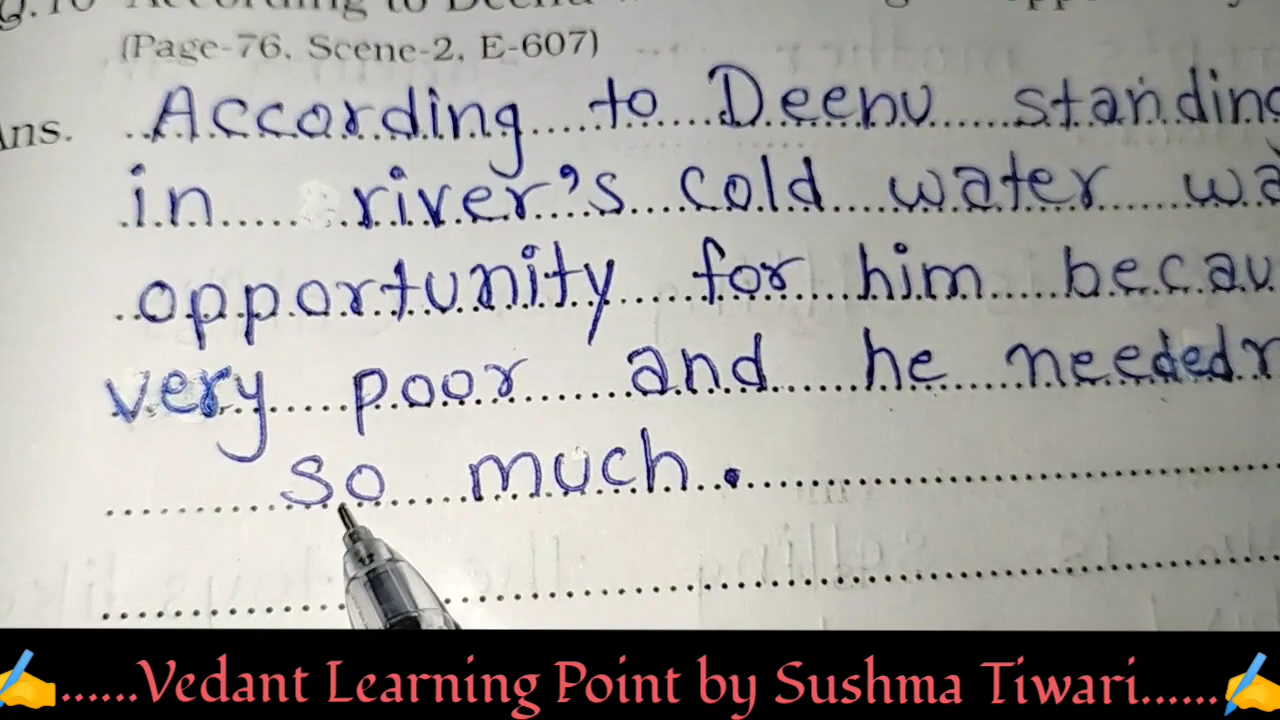 (Page-76, Scene-2, E-607)
Ans. According to Deenu standing
in river's cold water
opportunity for him
very poor and he needed
so much.
......Vedant Learning Point by Sushma Tiwari......